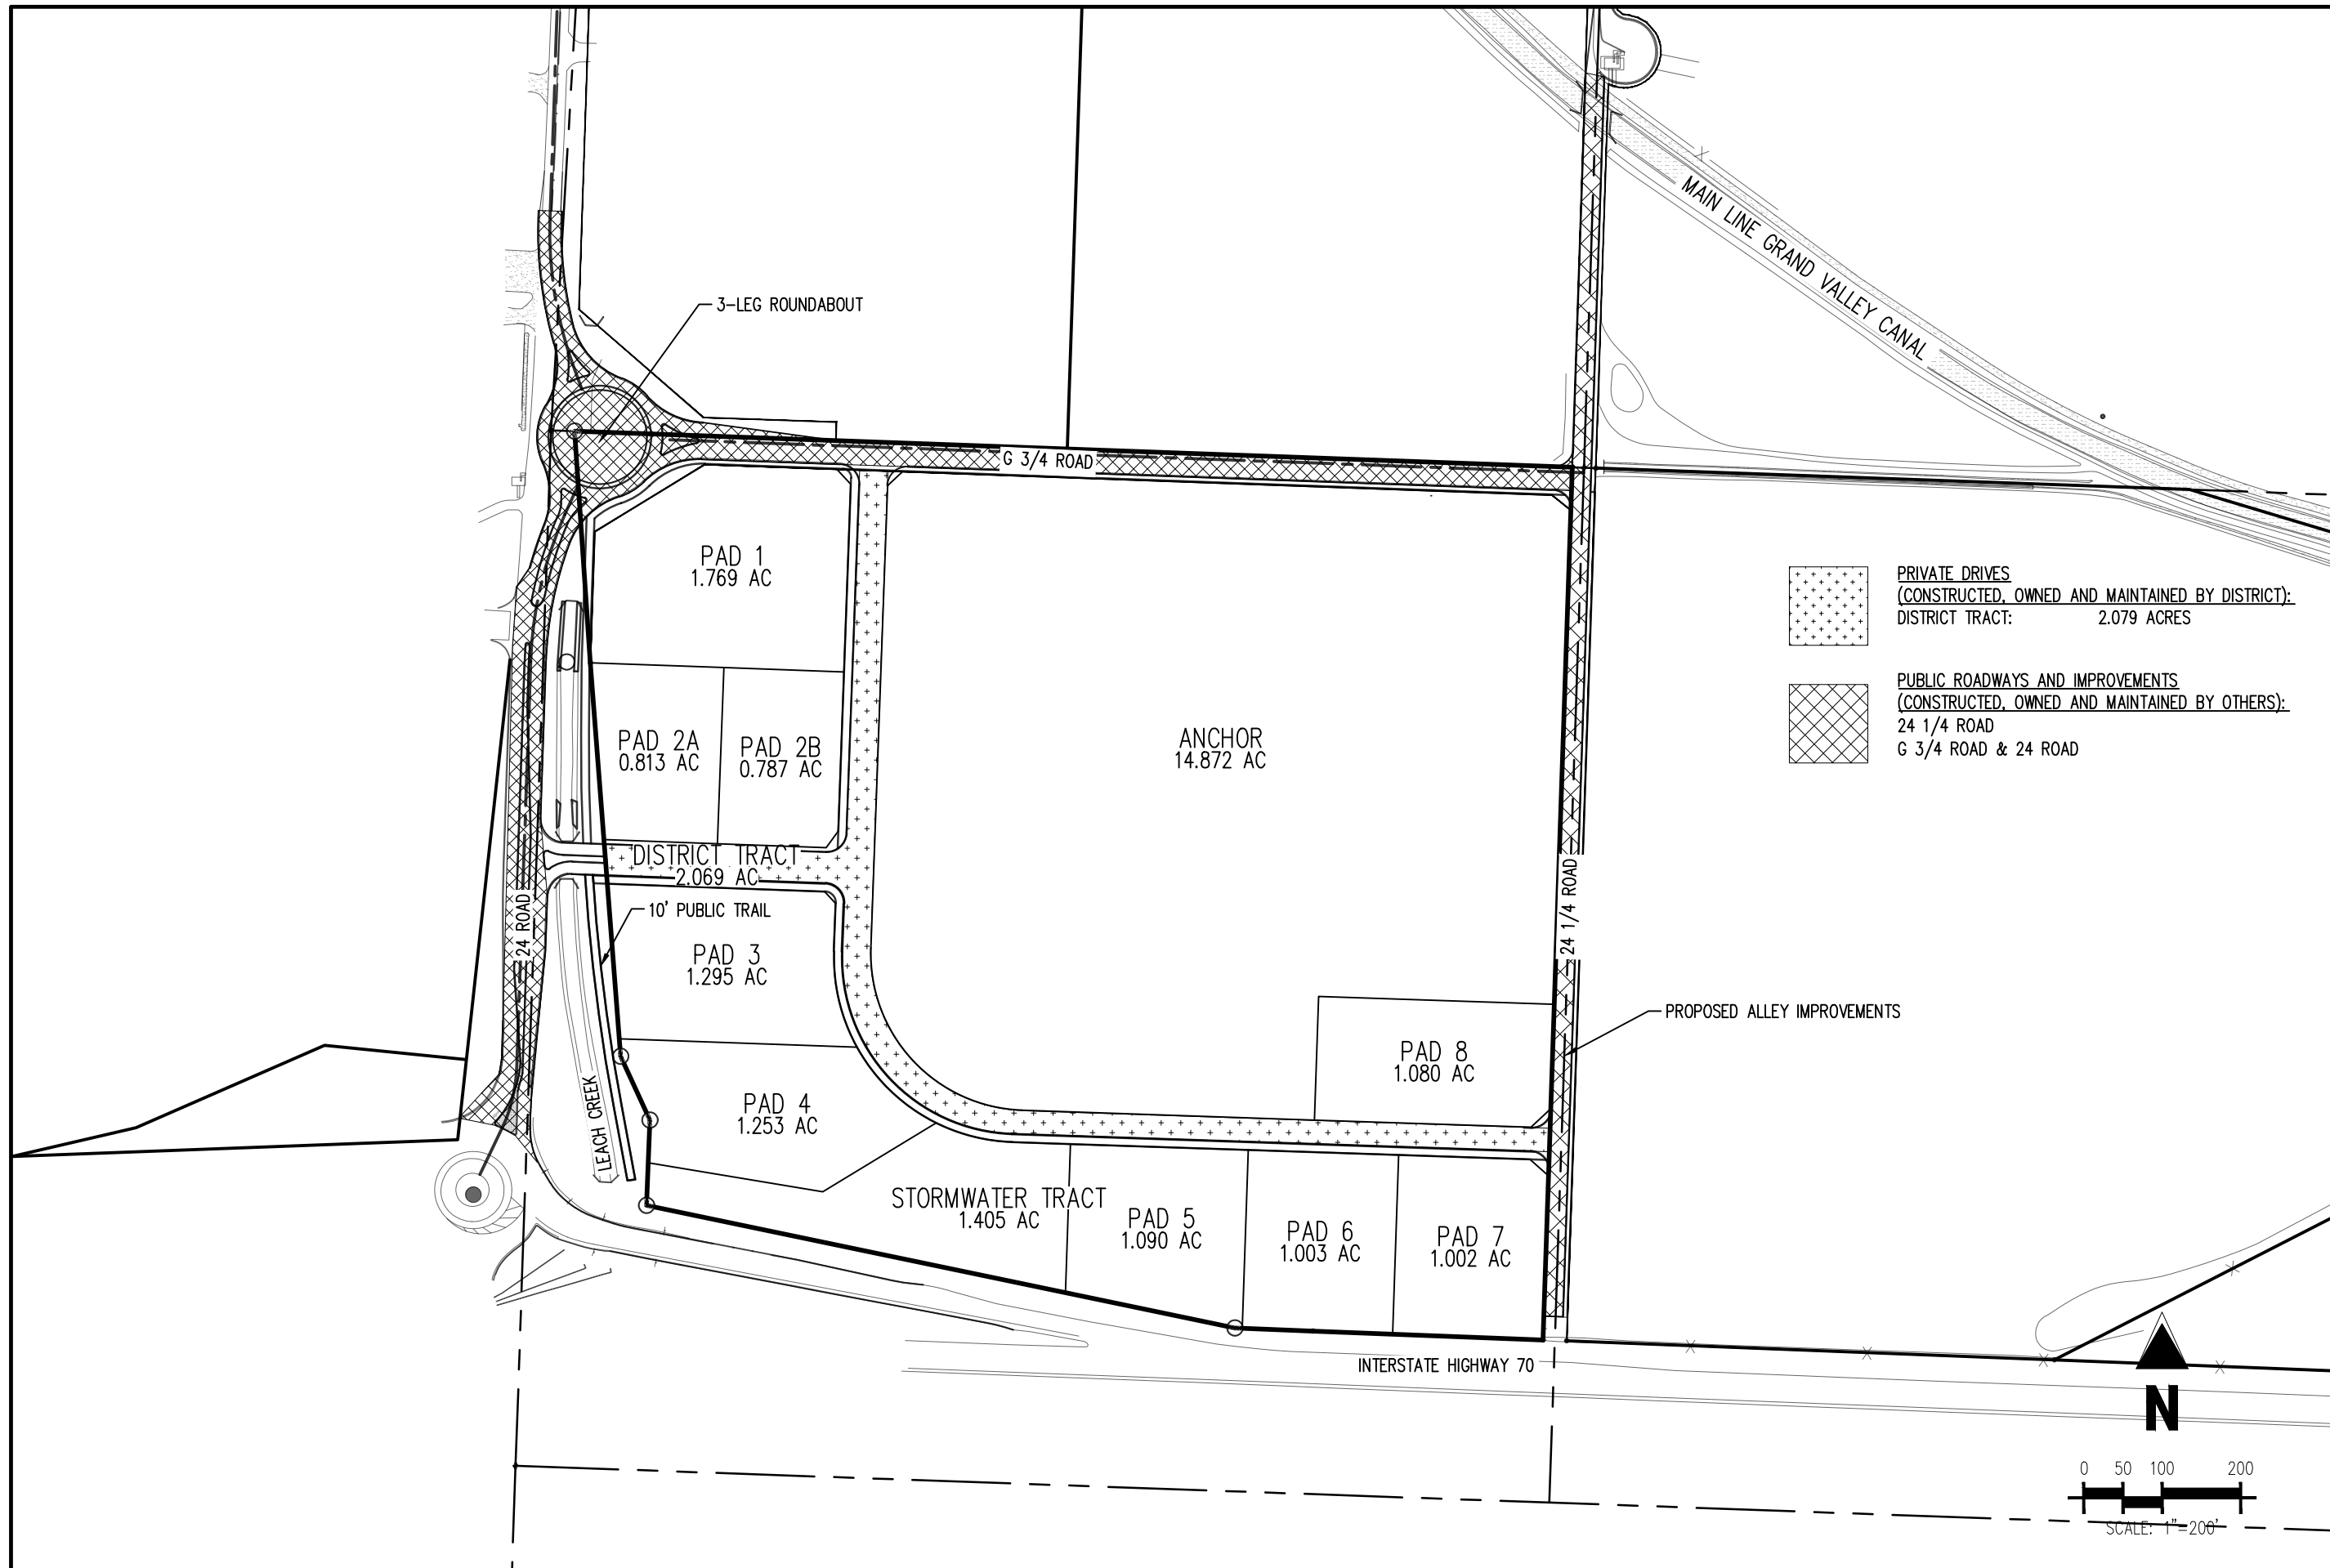 MAIN LINE GRAND VALLEY CANAL
3-LEG ROUNDABOUT
G 3/4 ROAD
PAD 1
1.769 AC
PRIVATE DRIVES
(CONSTRUCTED, OWNED AND MAINTAINED BY DISTRICT):
DISTRICT TRACT: 2.079 ACRES
PUBLIC ROADWAYS AND IMPROVEMENTS
(CONSTRUCTED, OWNED AND MAINTAINED BY OTHERS):
24 1/4 ROAD
G 3/4 ROAD & 24 ROAD
PAD 2A
0.813 AC
PAD 2B
0.787 AC
ANCHOR
14.872 AC
DISTRICT TRACT
2.069 AC
24 ROAD
10' PUBLIC TRAIL
24 1/4 ROAD
PAD 3
1.295 AC
PROPOSED ALLEY IMPROVEMENTS
PAD 8
1.080 AC
LEACH CREEK
PAD 4
1.253 AC
STORMWATER TRACT
1.405 AC
PAD 5
1.090 AC
PAD 6
1.003 AC
PAD 7
1.002 AC
INTERSTATE HIGHWAY 70
N
0 50 100 200
SCALE: 1"=200'